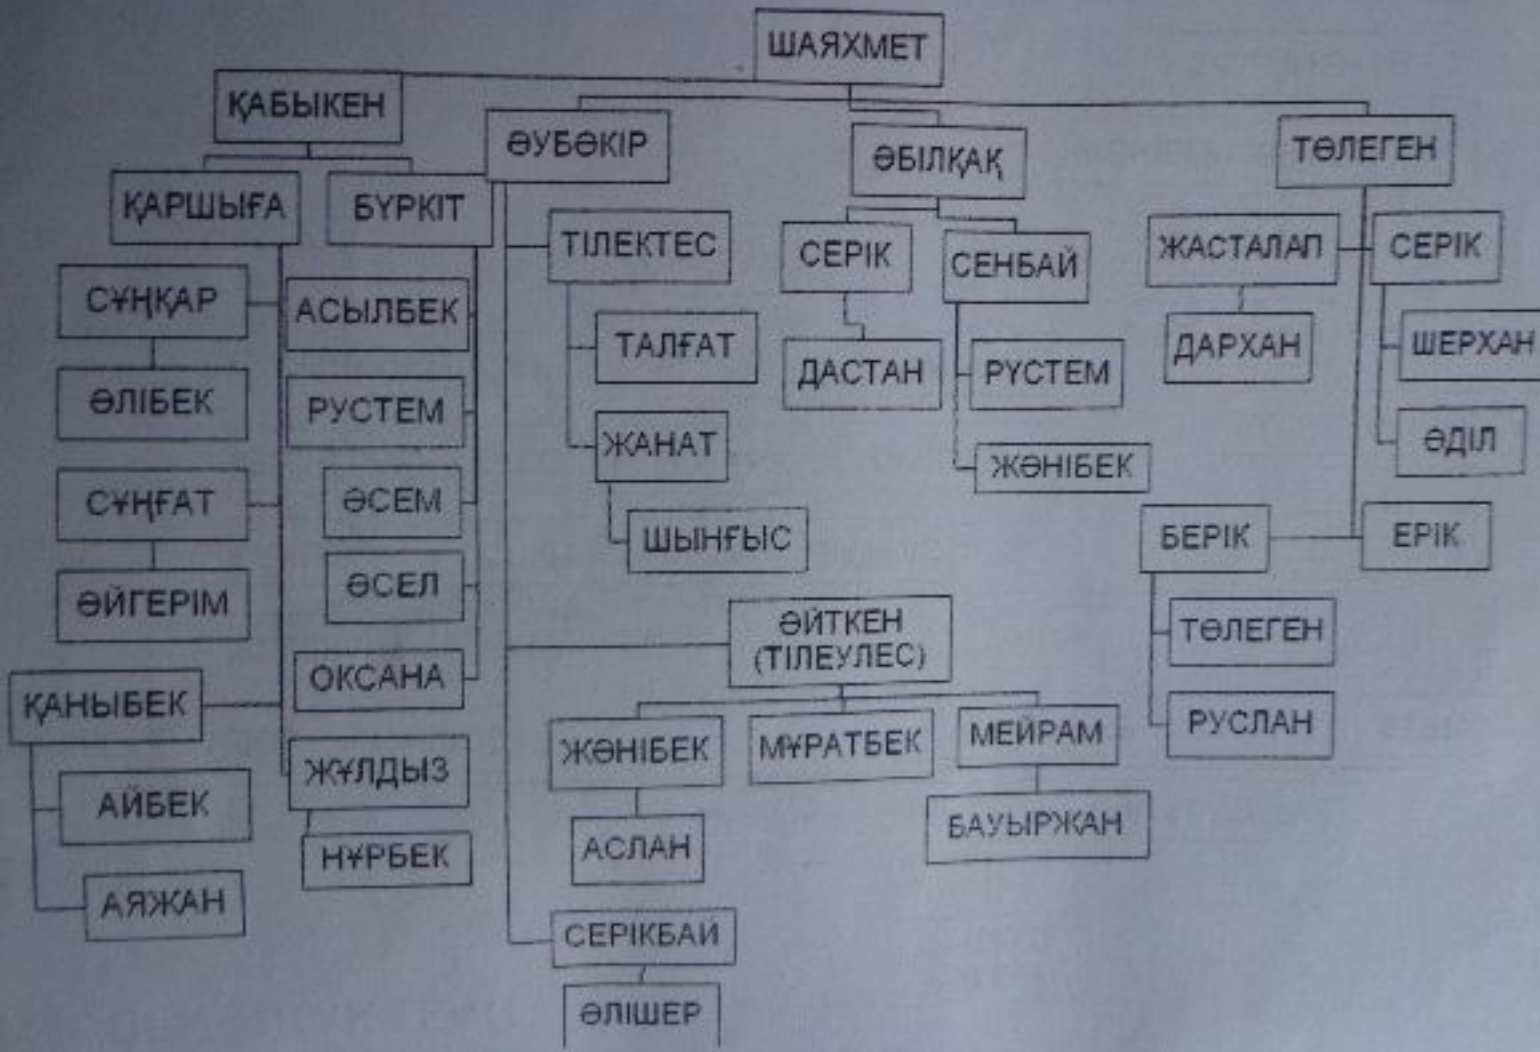 ШАЯХМЕТ
ҚАБЫКЕН
ӘУБӘКІР
ӘБІЛҚАҚ
ТӨЛЕГЕН
ҚАРШЫҒА
БҮРКІТ
ТІЛЕКТЕС
СЕРІК
СЕНБАЙ
ЖАСТАЛАП
СЕРІК
СҰҢҚАР
АСЫЛБЕК
ТАЛҒАТ
ДАСТАН
РҮСТЕМ
ДАРХАН
ШЕРХАН
ӘЛІБЕК
РУСТЕМ
ЖАНАТ
ЖӘНІБЕК
ӘДІЛ
СҰҢҒАТ
ӘСЕМ
ШЫНҒЫС
БЕРІК
ЕРІК
ӘЙГЕРІМ
ӘСЕЛ
ӘЙТКЕН
(ТІЛЕУЛЕС)
ТӨЛЕГЕН
ҚАНЫБЕК
ОКСАНА
ЖӘНІБЕК
МҰРАТБЕК
МЕЙРАМ
РУСЛАН
АЙБЕК
ЖҰЛДЫЗ
АСЛАН
БАУЫРЖАН
АЯЖАН
НҰРБЕК
СЕРІКБАЙ
ӘЛІШЕР